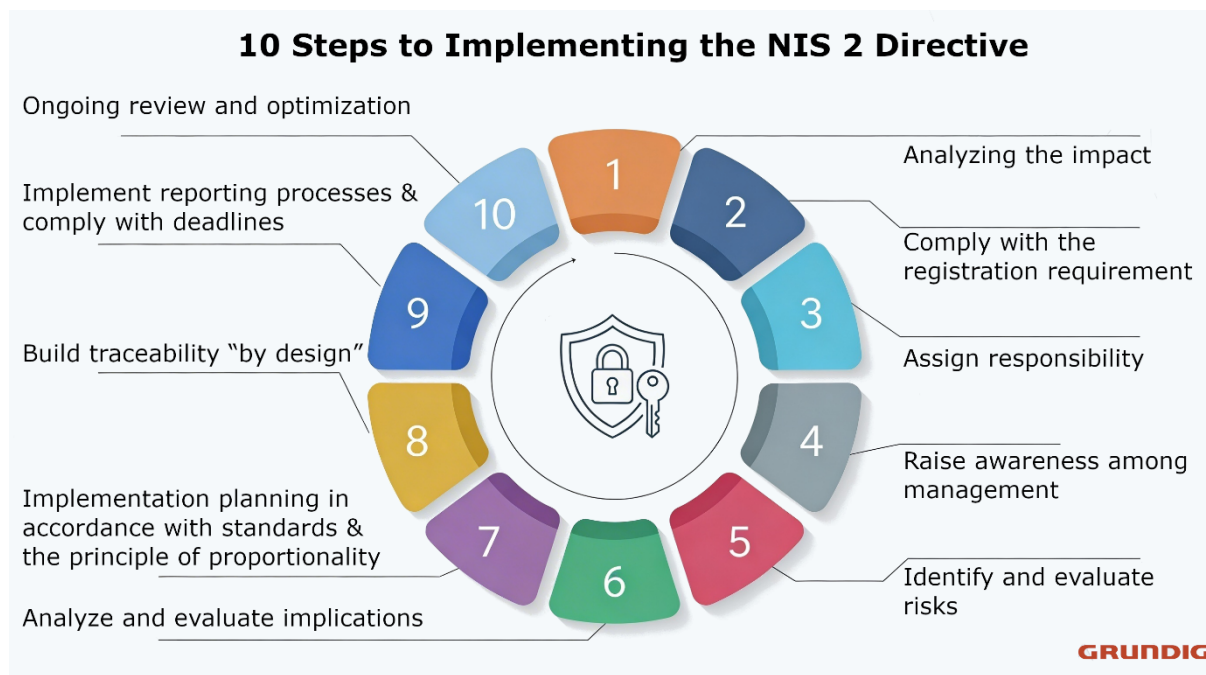 10 Steps to Implementing the NIS 2 Directive
1
Analyzing the impact
2
Comply with the
registration requirement
3
Assign responsibility
4
Raise awareness among
management
5
Identify and evaluate
risks
6
Analyze and evaluate implications
7
Implementation planning in
accordance with standards &
the principle of proportionality
8
Build traceability “by design”
9
Implement reporting processes &
comply with deadlines
10
Ongoing review and optimization
GRUNDIG